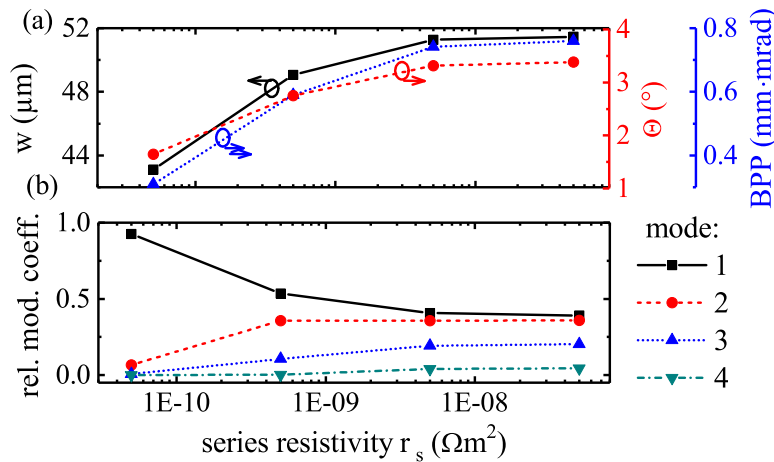 (a)
52
48
44
w (μm)
4
3
2
1
Θ (°)
0.8
0.6
0.4
BPP (mm·mrad)
(b)
1.0
0.5
0.0
rel. mod. coeff.
1E-10 1E-09 1E-08
series resistivity r s (Ωm²)
mode:
1
2
3
4